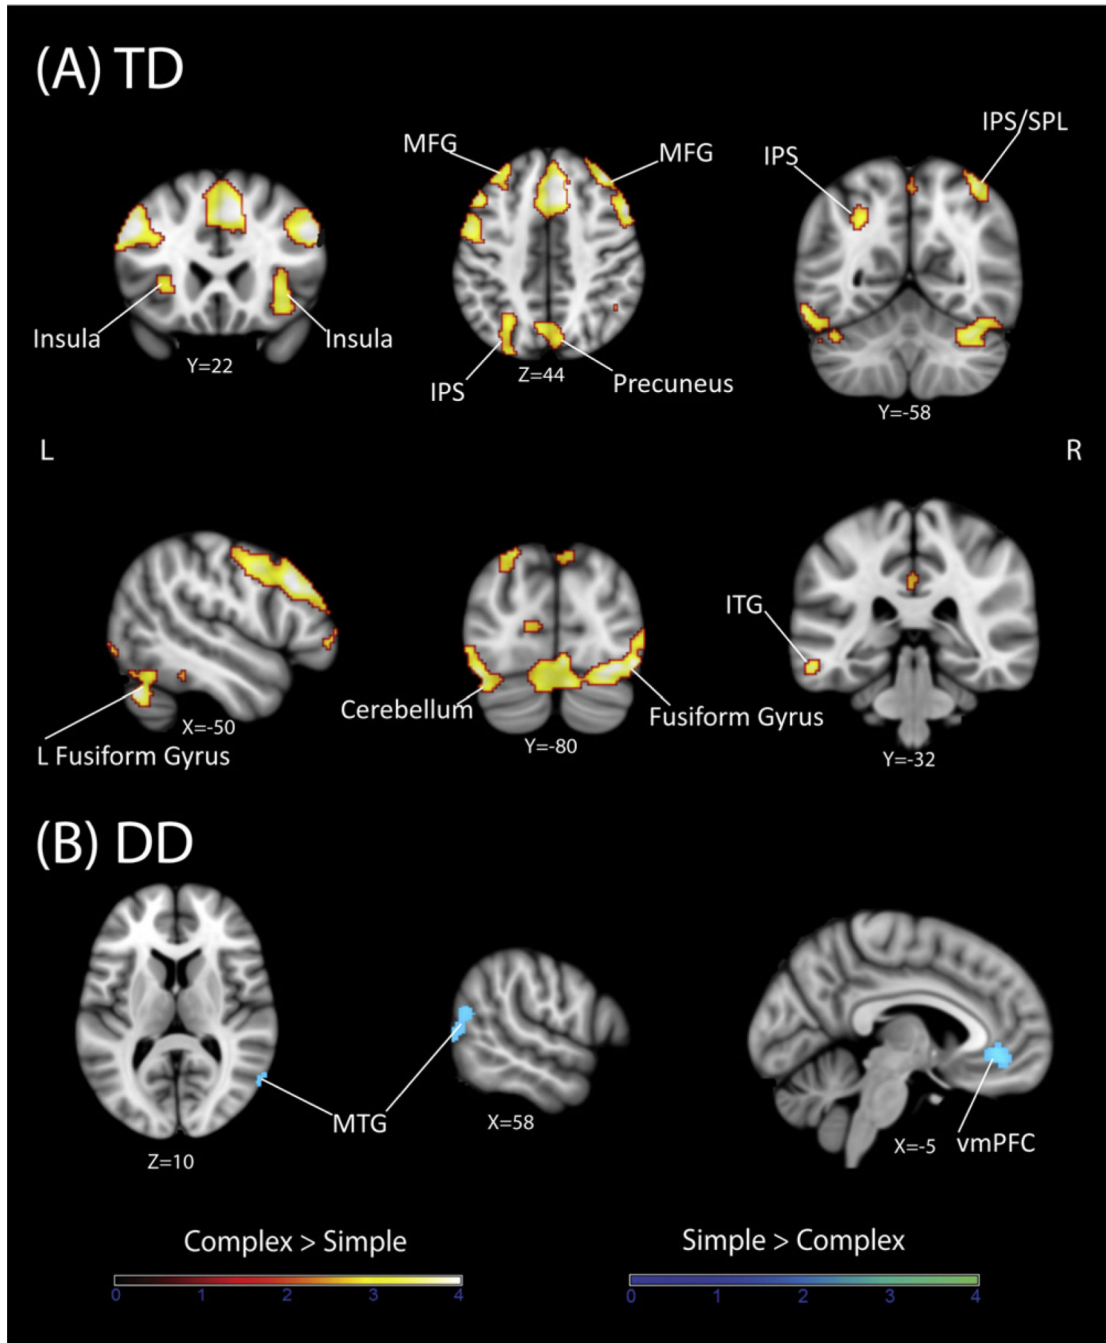 (A) TD
MFG
MFG
IPS
IPS/SPL
Insula
Insula
Y=22
IPS
Z=44
Precuneus
Y=-58
L
R
ITG
X=-50
L Fusiform Gyrus
Cerebellum
Fusiform Gyrus
Y=-80
Y=-32
(B) DD
MTG
Z=10
X=58
X=-5
vmPFC
Complex > Simple
0 1 2 3 4
Simple > Complex
0 1 2 3 4